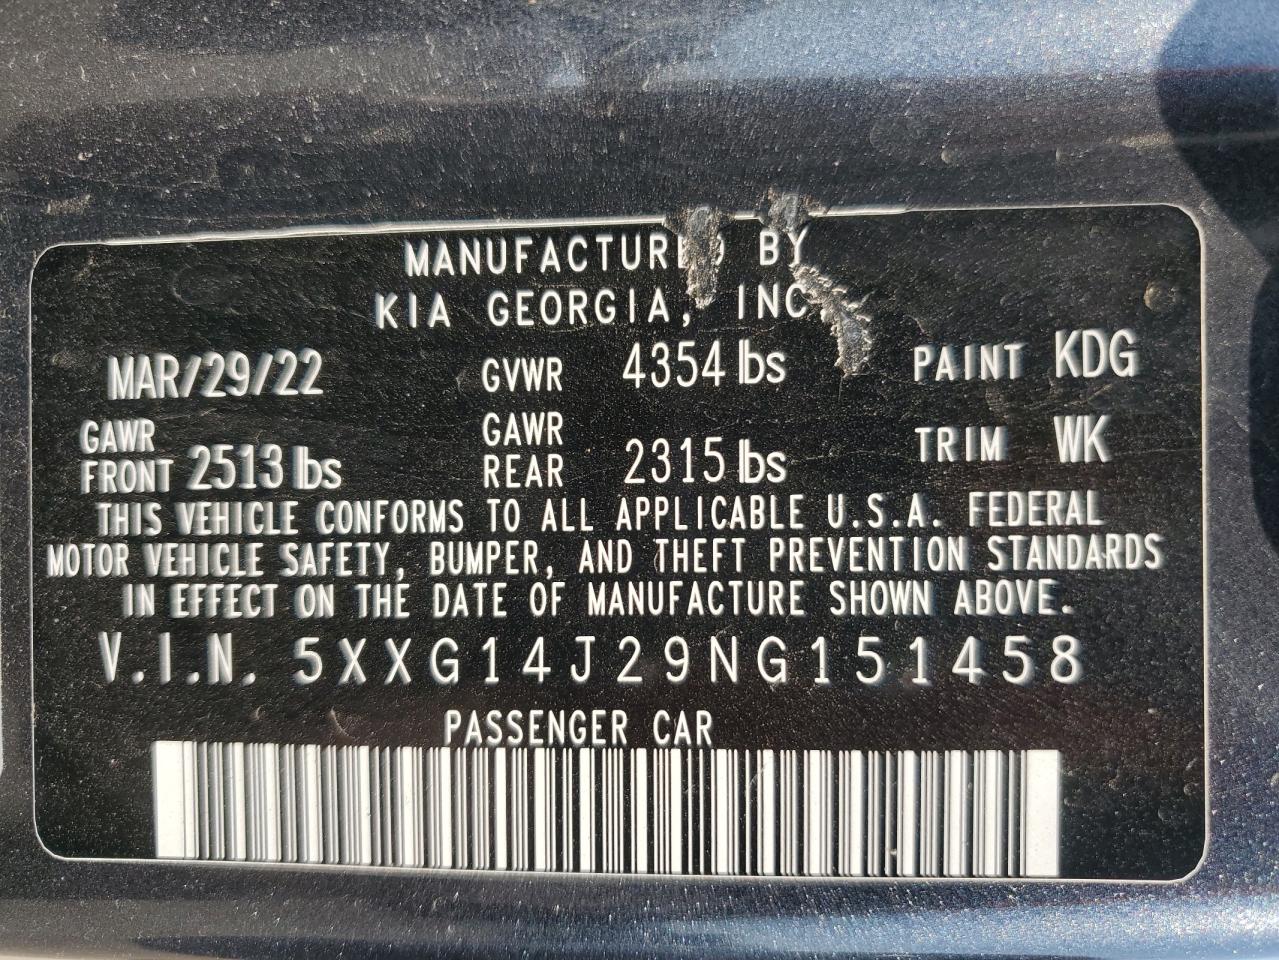 MANUFACTURED BY
KIA GEORGIA, INC.
MAR/29/22 GVWR 4354 lbs PAINT KDG
GAWR FRONT 2513 lbs GAWR REAR 2315 lbs TRIM WK
THIS VEHICLE CONFORMS TO ALL APPLICABLE U.S.A. FEDERAL
MOTOR VEHICLE SAFETY, BUMPER, AND THEFT PREVENTION STANDARDS
IN EFFECT ON THE DATE OF MANUFACTURE SHOWN ABOVE.
V.I.N. 5XXG14J29NG151458
PASSENGER CAR